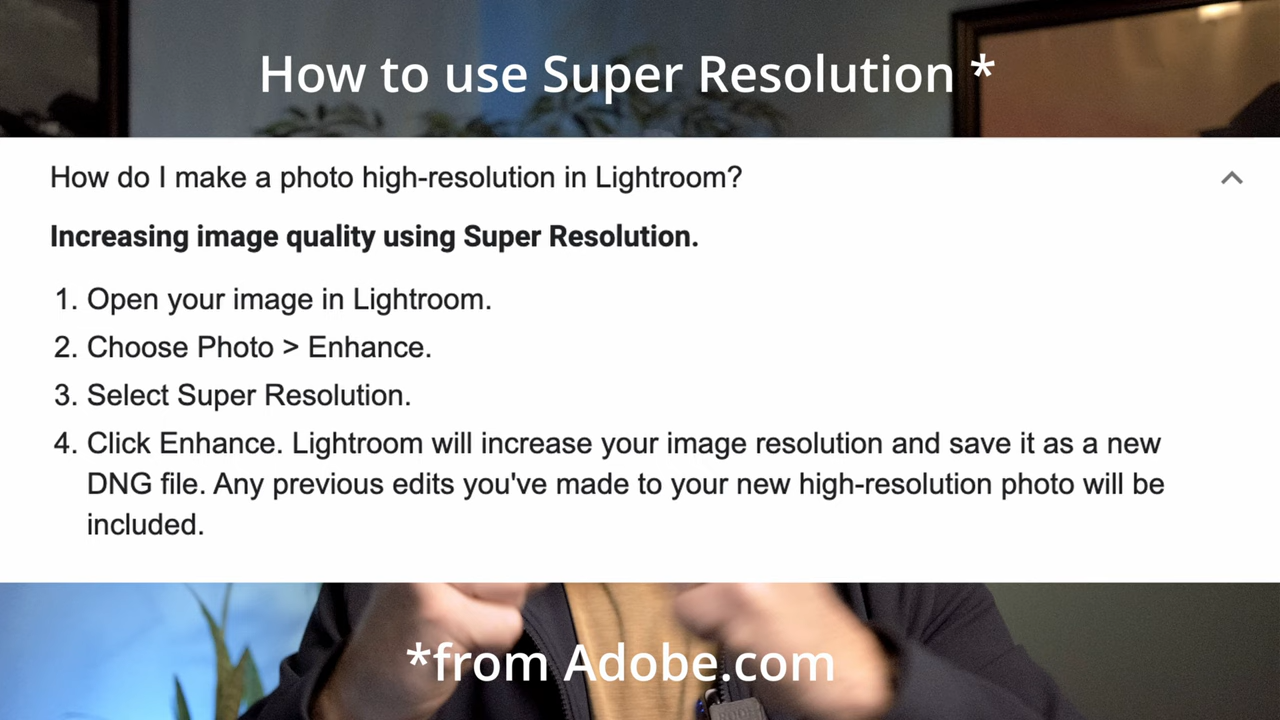 How to use Super Resolution *
How do I make a photo high-resolution in Lightroom?
Increasing image quality using Super Resolution.
1. Open your image in Lightroom.
2. Choose Photo > Enhance.
3. Select Super Resolution.
4. Click Enhance. Lightroom will increase your image resolution and save it as a new
DNG file. Any previous edits you've made to your new high-resolution photo will be
included.
*from Adobe.com